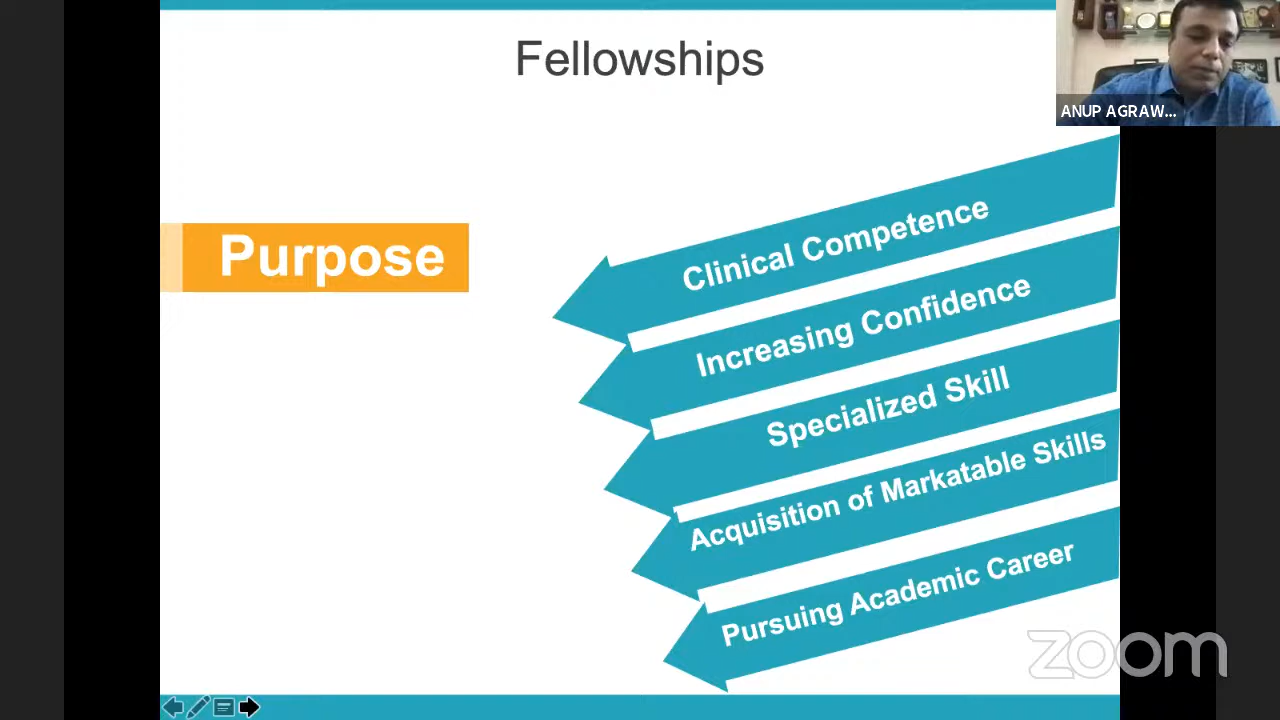 Fellowships
ANUP AGRAW...
Purpose
Clinical Competence
Increasing Confidence
Specialized Skill
Acquisition of Markatable Skills
Pursuing Academic Career
zoom